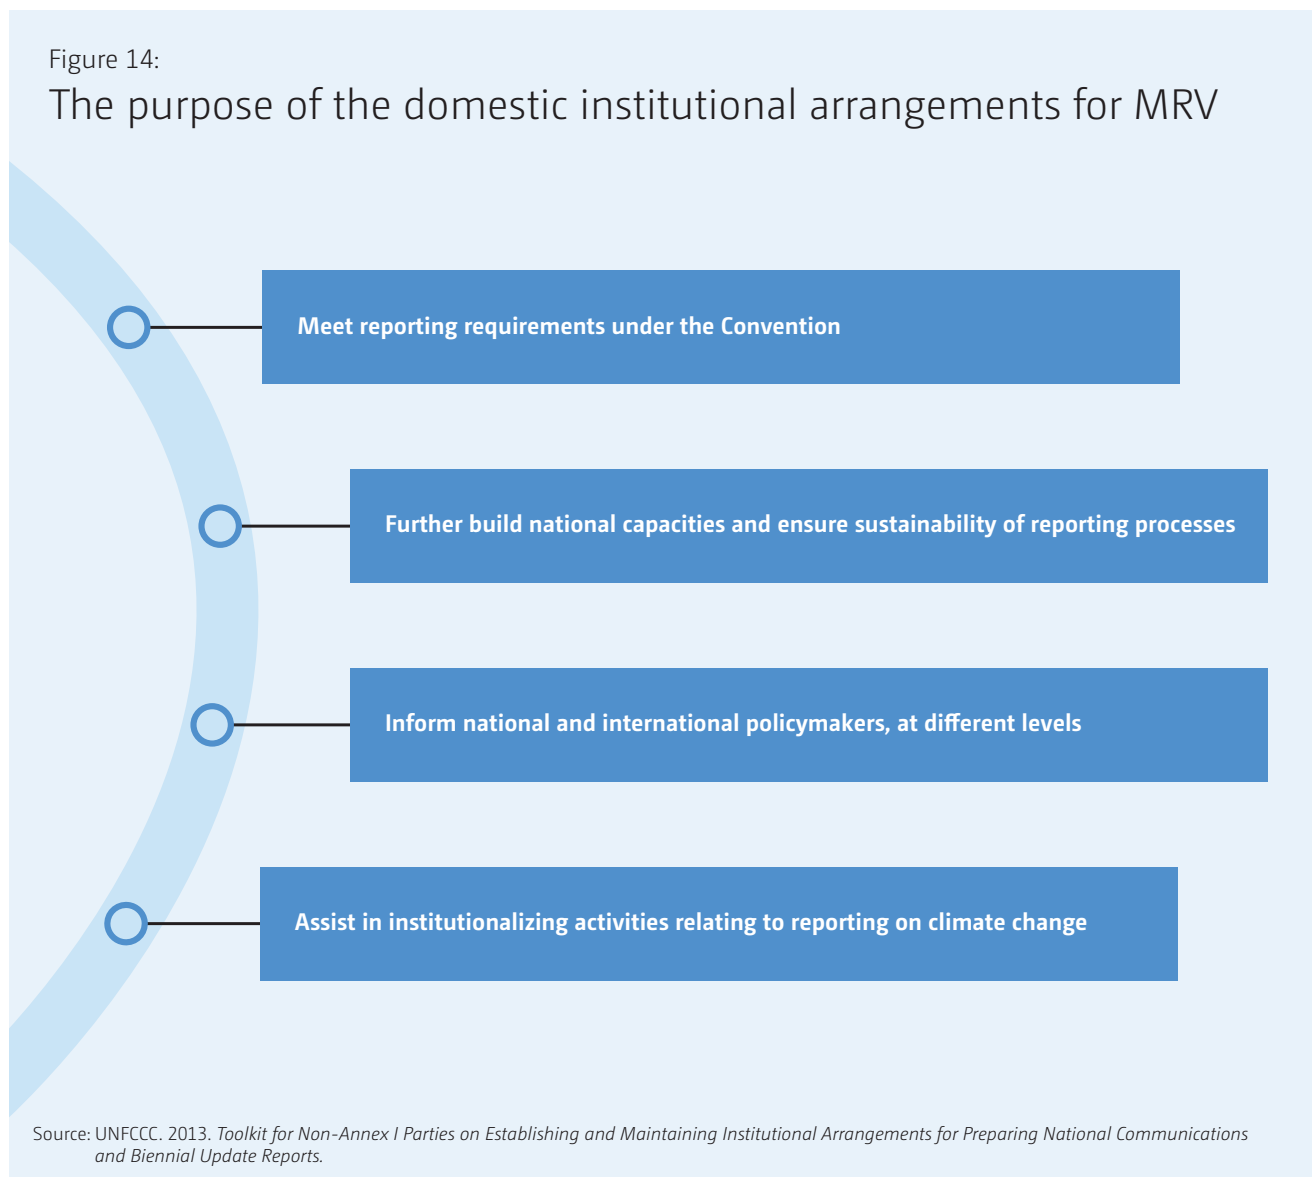 Figure 14:
The purpose of the domestic institutional arrangements for MRV
Meet reporting requirements under the Convention
Further build national capacities and ensure sustainability of reporting processes
Inform national and international policymakers, at different levels
Assist in institutionalizing activities relating to reporting on climate change
Source: UNFCCC. 2013. Toolkit for Non-Annex I Parties on Establishing and Maintaining Institutional Arrangements for Preparing National Communications
and Biennial Update Reports.